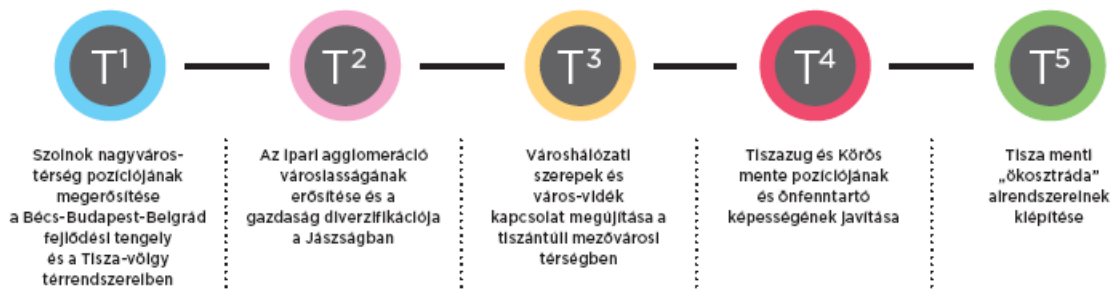 T¹
Szolnok nagyváros-
térség pozíciójának
megerősítése
a Bécs-Budapest-Belgrád
fejlődési tengely
és a Tisza-völgy
térrendszereiben
T²
Az ipari agglomeráció
városiasságának
erősítése és a
gazdaság diverzifikációja
a Jászságban
T³
Városhálózati
szerepek és
város-vidék
kapcsolat megújítása a
tiszántúli mezővárosi
térségben
T⁴
Tiszazug és Körös
mente pozíciójának
és önfenntartó
képességének javítása
T⁵
Tisza menti
„ökosztráda”
alrendszereinek
kiépítése